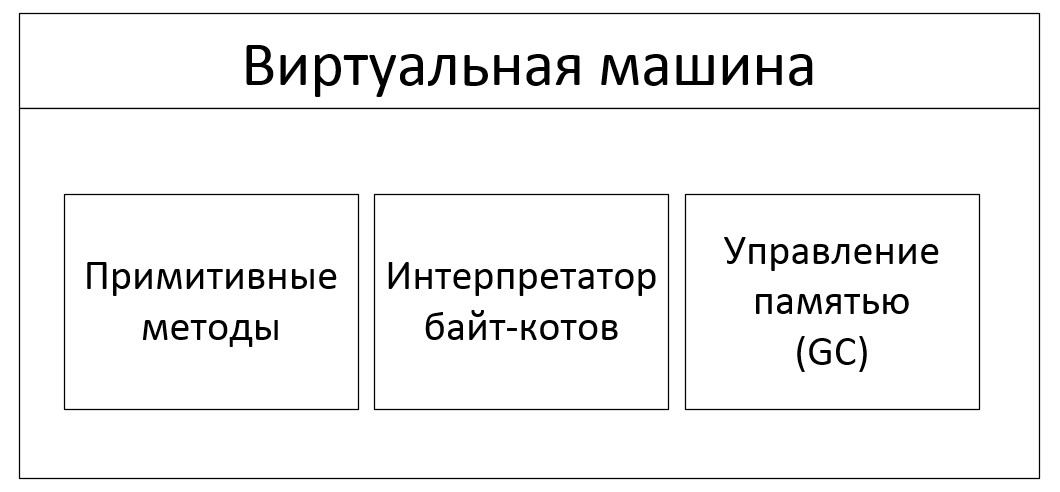 Виртуальная машина
Примитивные
методы
Интерпретатор
байт-котов
Управление
памятью
(GC)